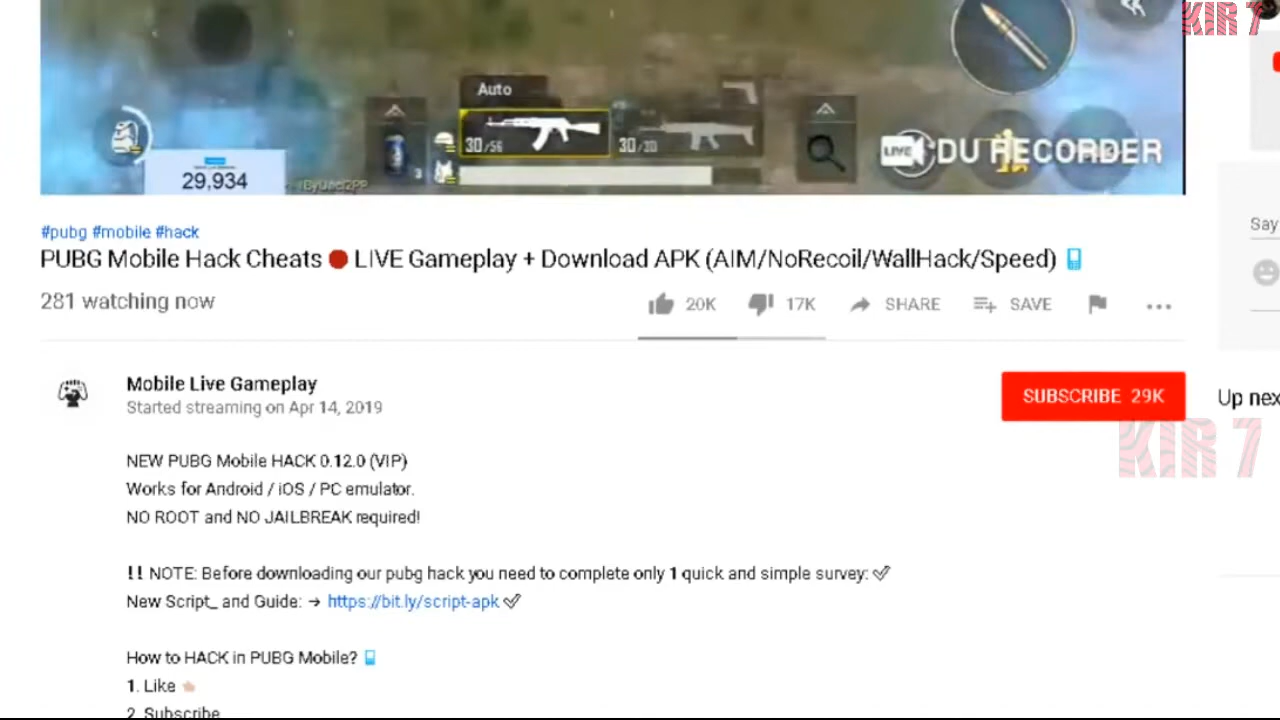 KIR 7
Auto
30/56
30/30
3
LIVE DU RECORDER
29,934
#pubg #mobile #hack
PUBG Mobile Hack Cheats 🔴 LIVE Gameplay + Download APK (AIM/NoRecoil/WallHack/Speed) 📱
281 watching now
20K 17K SHARE SAVE
Say
Mobile Live Gameplay
Started streaming on Apr 14, 2019
SUBSCRIBE 29K
Up nex
KIR 7
NEW PUBG Mobile HACK 0.12.0 (VIP)
Works for Android / iOS / PC emulator.
NO ROOT and NO JAILBREAK required!
!! NOTE: Before downloading our pubg hack you need to complete only 1 quick and simple survey: ✅
New Script_ and Guide: → https://bit.ly/script-apk ✅
How to HACK in PUBG Mobile? 📱
1. Like
2. Subscribe